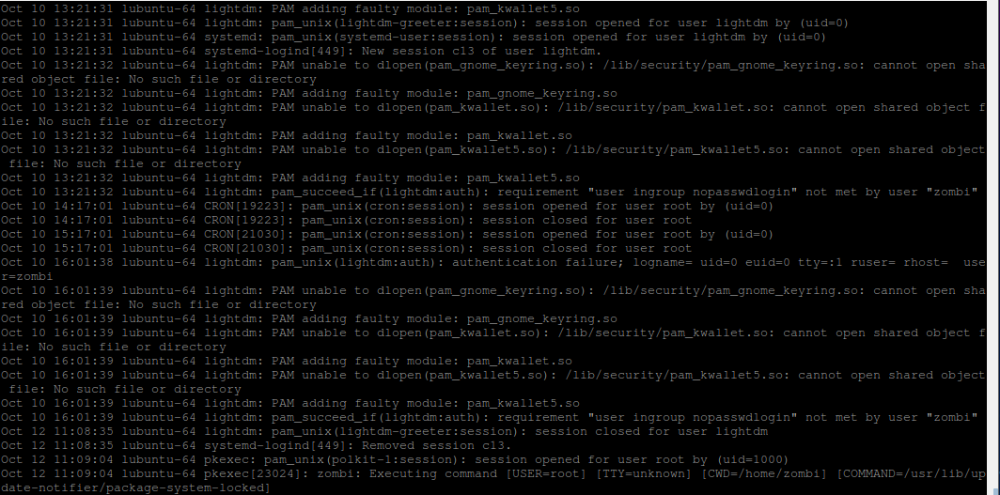 Oct 10 13:21:31 lubuntu-64 lightdm: PAM adding faulty module: pam_kwallet5.so
Oct 10 13:21:31 lubuntu-64 lightdm: pam_unix(lightdm-greeter:session): session opened for user lightdm by (uid=0)
Oct 10 13:21:31 lubuntu-64 systemd: pam_unix(systemd-user:session): session opened for user lightdm by (uid=0)
Oct 10 13:21:31 lubuntu-64 systemd-logind[449]: New session c13 of user lightdm.
Oct 10 13:21:32 lubuntu-64 lightdm: PAM unable to dlopen(pam_gnome_keyring.so): /lib/security/pam_gnome_keyring.so: cannot open sha
red object file: No such file or directory
Oct 10 13:21:32 lubuntu-64 lightdm: PAM adding faulty module: pam_gnome_keyring.so
Oct 10 13:21:32 lubuntu-64 lightdm: PAM unable to dlopen(pam_kwallet.so): /lib/security/pam_kwallet.so: cannot open shared object f
ile: No such file or directory
Oct 10 13:21:32 lubuntu-64 lightdm: PAM adding faulty module: pam_kwallet.so
Oct 10 13:21:32 lubuntu-64 lightdm: PAM unable to dlopen(pam_kwallet5.so): /lib/security/pam_kwallet5.so: cannot open shared object
 file: No such file or directory
Oct 10 13:21:32 lubuntu-64 lightdm: PAM adding faulty module: pam_kwallet5.so
Oct 10 13:21:32 lubuntu-64 lightdm: pam_succeed_if(lightdm:auth): requirement "user ingroup nopasswdlogin" not met by user "zombi"
Oct 10 14:17:01 lubuntu-64 CRON[19223]: pam_unix(cron:session): session opened for user root by (uid=0)
Oct 10 14:17:01 lubuntu-64 CRON[19223]: pam_unix(cron:session): session closed for user root
Oct 10 15:17:01 lubuntu-64 CRON[21030]: pam_unix(cron:session): session opened for user root by (uid=0)
Oct 10 15:17:01 lubuntu-64 CRON[21030]: pam_unix(cron:session): session closed for user root
Oct 10 16:01:38 lubuntu-64 lightdm: pam_unix(lightdm:auth): authentication failure; logname= uid=0 euid=0 tty=:1 ruser= rhost=  use
r=zombi
Oct 10 16:01:39 lubuntu-64 lightdm: PAM unable to dlopen(pam_gnome_keyring.so): /lib/security/pam_gnome_keyring.so: cannot open sha
red object file: No such file or directory
Oct 10 16:01:39 lubuntu-64 lightdm: PAM adding faulty module: pam_gnome_keyring.so
Oct 10 16:01:39 lubuntu-64 lightdm: PAM unable to dlopen(pam_kwallet.so): /lib/security/pam_kwallet.so: cannot open shared object f
ile: No such file or directory
Oct 10 16:01:39 lubuntu-64 lightdm: PAM adding faulty module: pam_kwallet.so
Oct 10 16:01:39 lubuntu-64 lightdm: PAM unable to dlopen(pam_kwallet5.so): /lib/security/pam_kwallet5.so: cannot open shared object
 file: No such file or directory
Oct 10 16:01:39 lubuntu-64 lightdm: PAM adding faulty module: pam_kwallet5.so
Oct 10 16:01:39 lubuntu-64 lightdm: pam_succeed_if(lightdm:auth): requirement "user ingroup nopasswdlogin" not met by user "zombi"
Oct 12 11:08:35 lubuntu-64 lightdm: pam_unix(lightdm-greeter:session): session closed for user lightdm
Oct 12 11:08:35 lubuntu-64 systemd-logind[449]: Removed session c13.
Oct 12 11:09:04 lubuntu-64 pkexec: pam_unix(polkit-1:session): session opened for user root by (uid=1000)
Oct 12 11:09:04 lubuntu-64 pkexec[23024]: zombi: Executing command [USER=root] [TTY=unknown] [CWD=/home/zombi] [COMMAND=/usr/lib/up
date-notifier/package-system-locked]